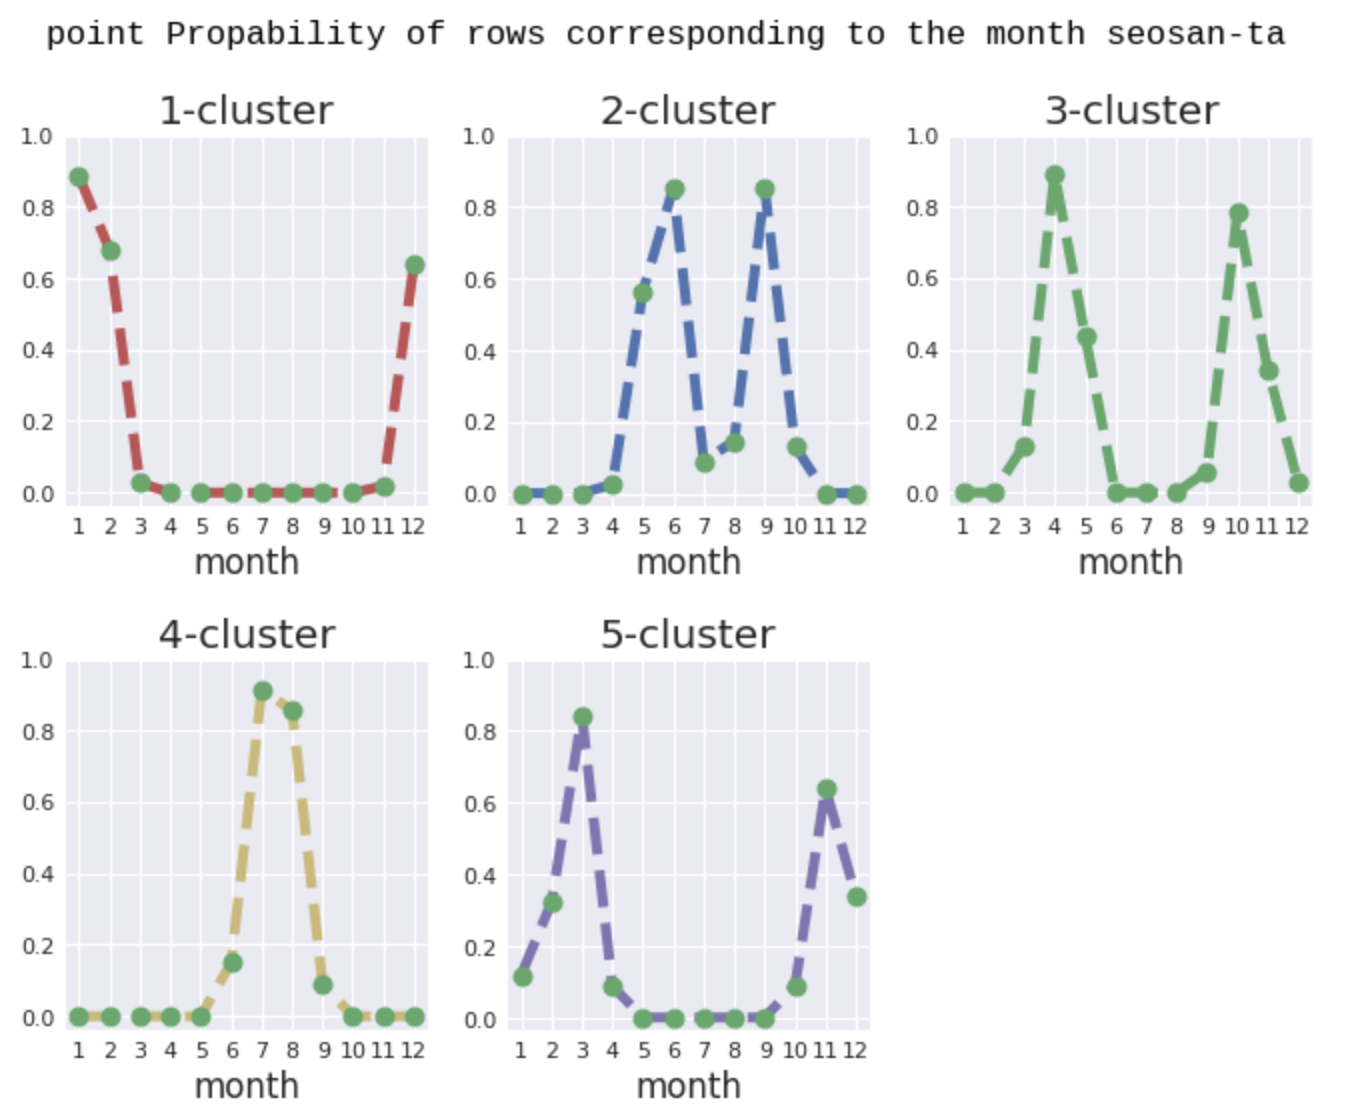 point Propability of rows corresponding to the month seosan-ta
1-cluster 2-cluster 3-cluster
1.0 1.0 1.0
0.8 0.8 0.8
0.6 0.6 0.6
0.4 0.4 0.4
0.2 0.2 0.2
0.0 0.0 0.0
1 2 3 4 5 6 7 8 9 10 11 12 1 2 3 4 5 6 7 8 9 10 11 12 1 2 3 4 5 6 7 8 9 10 11 12
month month month
4-cluster 5-cluster
1.0 1.0
0.8 0.8
0.6 0.6
0.4 0.4
0.2 0.2
0.0 0.0
1 2 3 4 5 6 7 8 9 10 11 12 1 2 3 4 5 6 7 8 9 10 11 12
month month